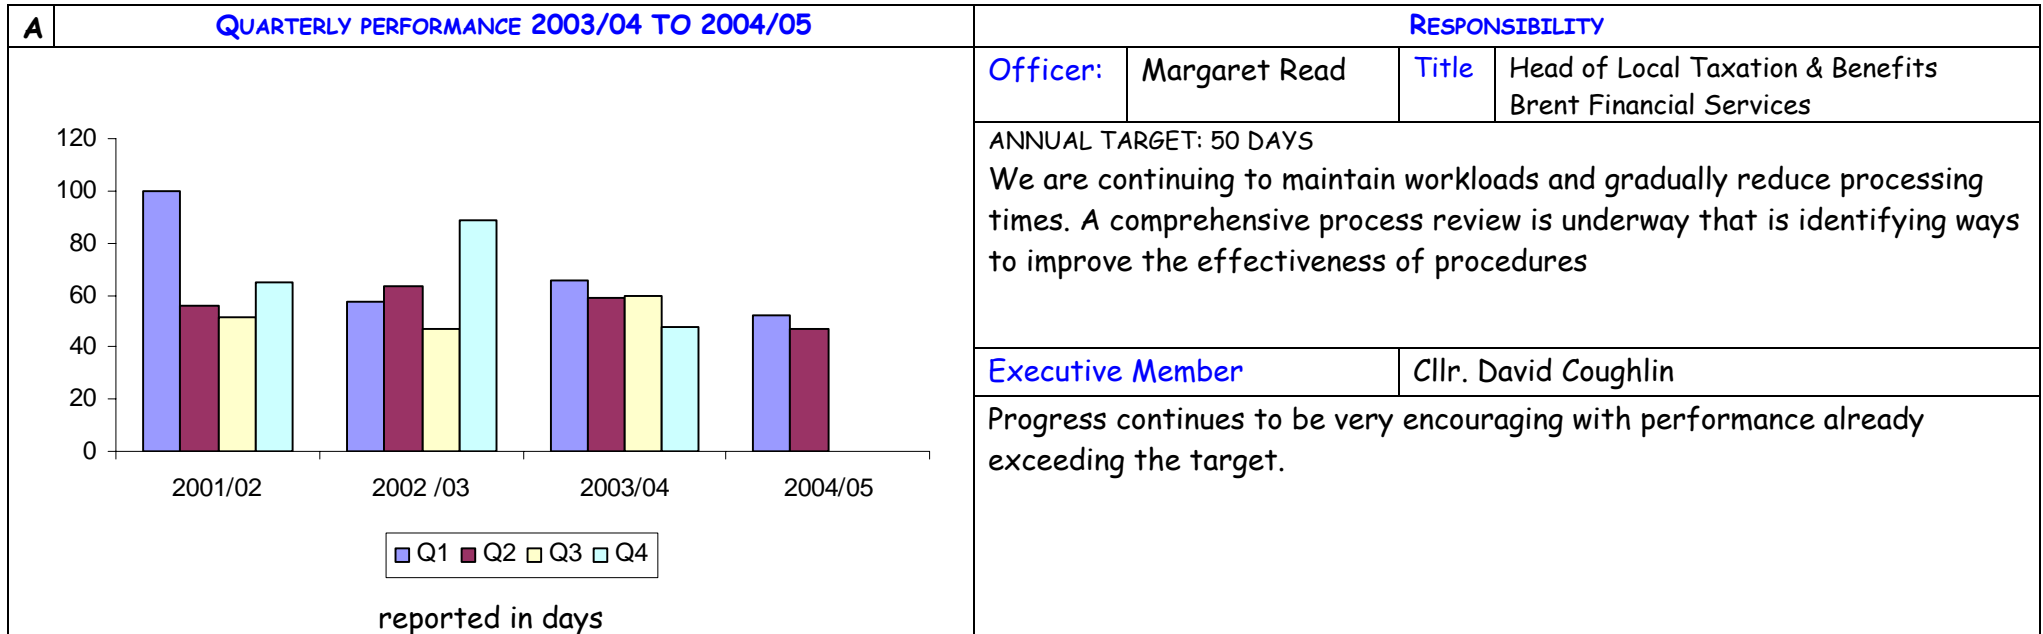 A
QUARTERLY PERFORMANCE 2003/04 TO 2004/05
120
100
80
60
40
20
0
2001/02 2002 /03 2003/04 2004/05
Q1 Q2 Q3 Q4
reported in days
RESPONSIBILITY
Officer: Margaret Read Title Head of Local Taxation & Benefits
Brent Financial Services
ANNUAL TARGET: 50 DAYS
We are continuing to maintain workloads and gradually reduce processing
times. A comprehensive process review is underway that is identifying ways
to improve the effectiveness of procedures
Executive Member Cllr. David Coughlin
Progress continues to be very encouraging with performance already
exceeding the target.